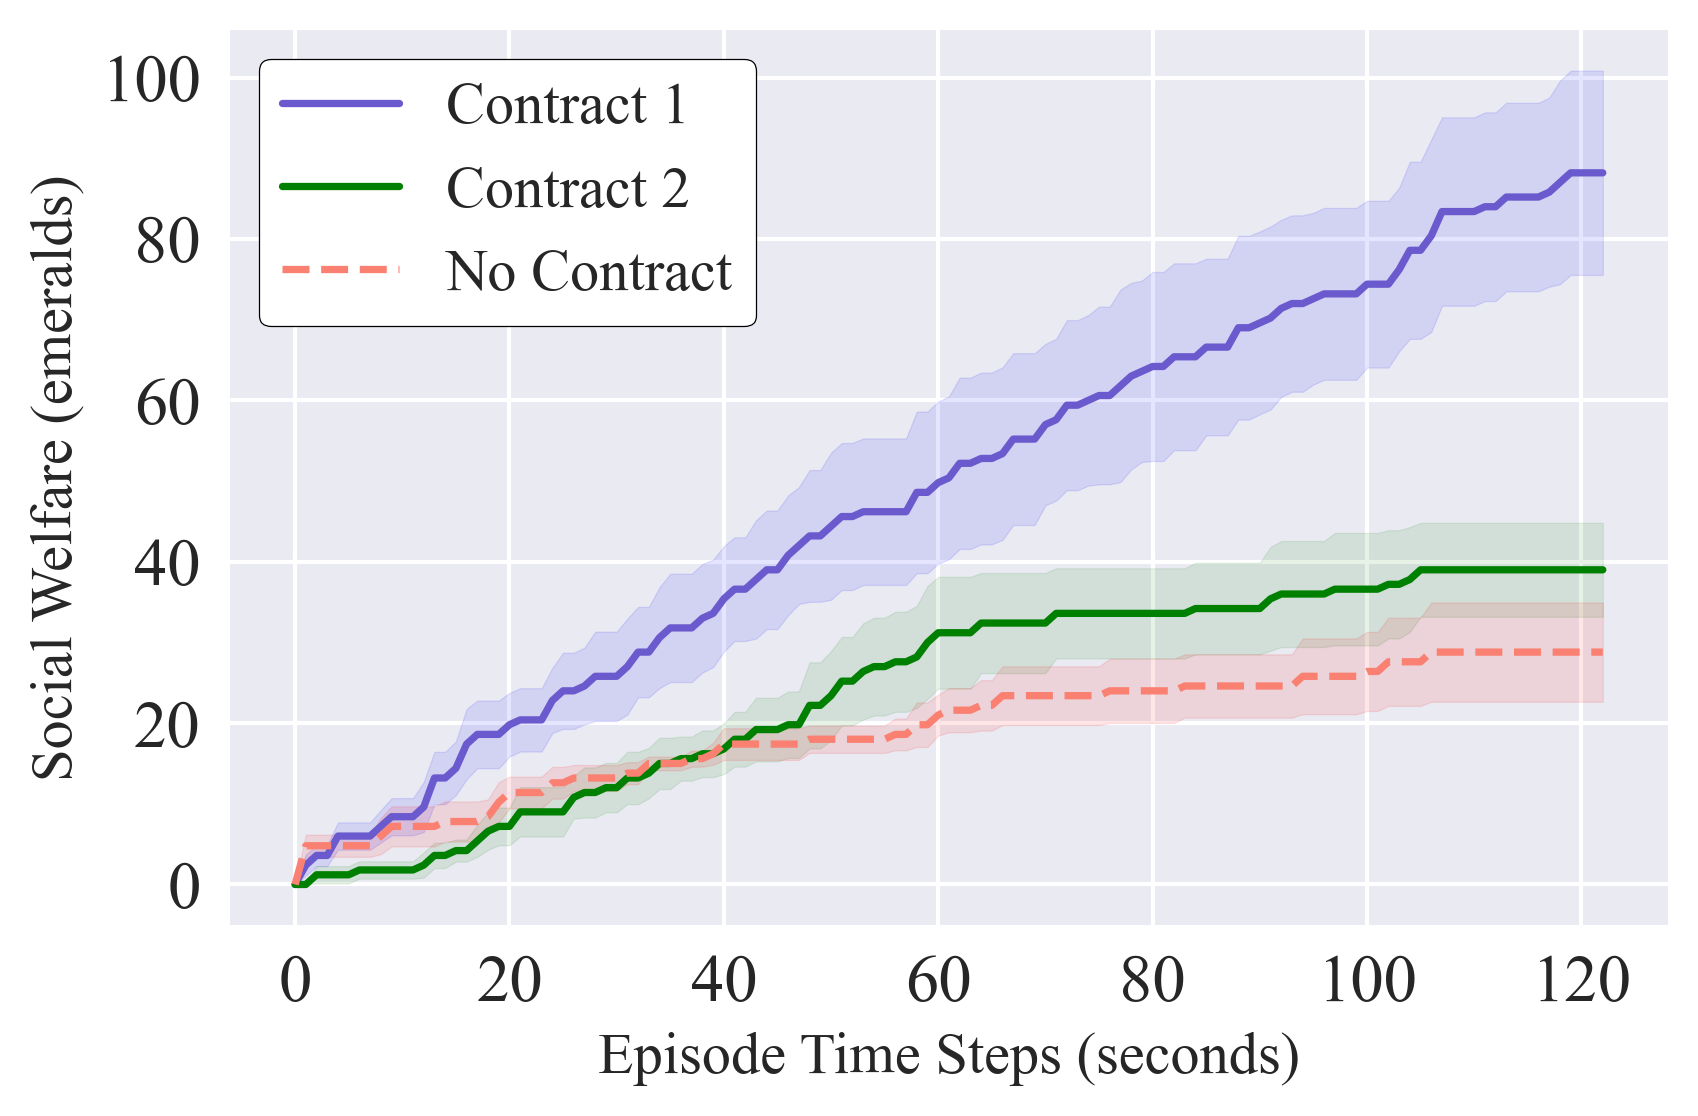 Social Welfare (emeralds)
100
80
60
40
20
0
Contract 1
Contract 2
No Contract
0 20 40 60 80 100 120
Episode Time Steps (seconds)